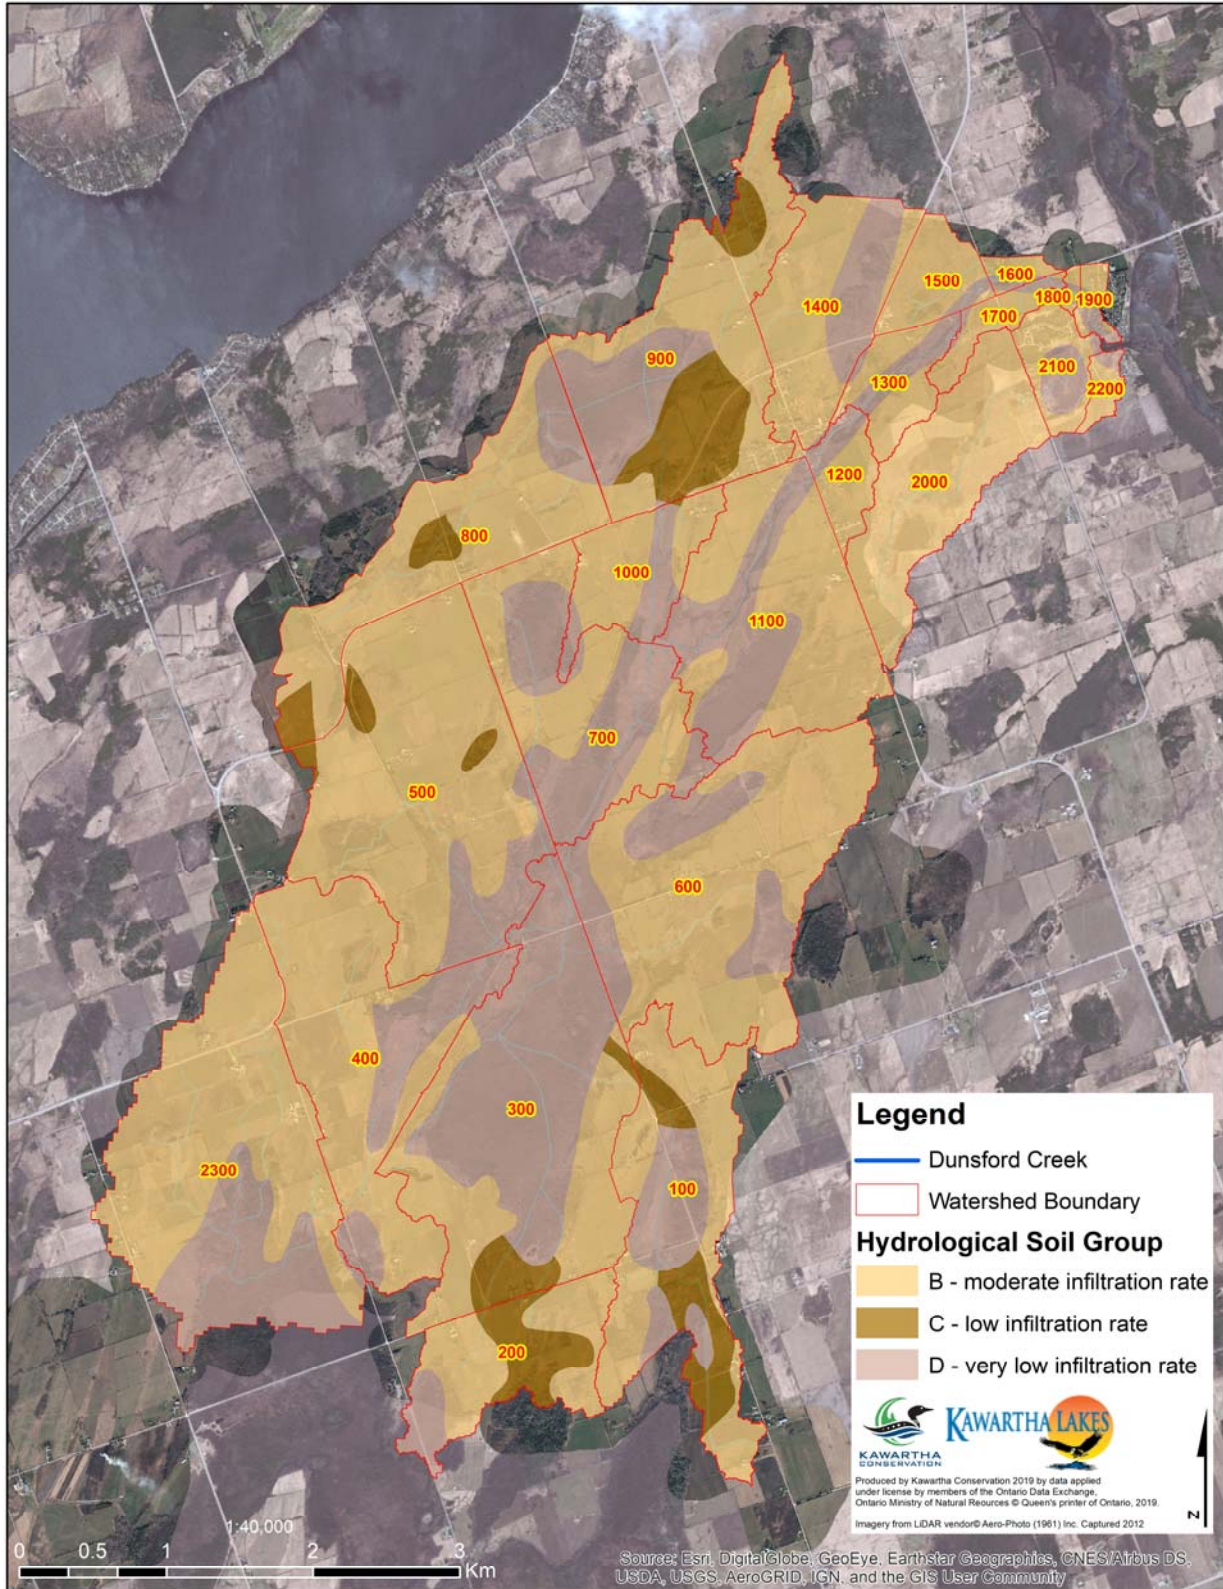 1400
1500
1600
1800
1900
1700
900
1300
2100
2200
1200
2000
800
1000
1100
700
500
600
400
300
2300
100
200
Legend
Dunsford Creek
Watershed Boundary
Hydrological Soil Group
B - moderate infiltration rate
C - low infiltration rate
D - very low infiltration rate
KAWARTHA
CONSERVATION
KAWARTHA LAKES
Produced by Kawartha Conservation 2019 by data applied
under license by members of the Ontario Data Exchange,
Ontario Ministry of Natural Reources © Queen's printer of Ontario, 2019.
Imagery from LiDAR vendor© Aero-Photo (1961) Inc. Captured 2012
N
1:40,000
0 0.5 1 2 3
Km
Source: Esri, DigitalGlobe, GeoEye, Earthstar Geographics, CNES/Airbus DS,
USDA, USGS, AeroGRID, IGN, and the GIS User Community